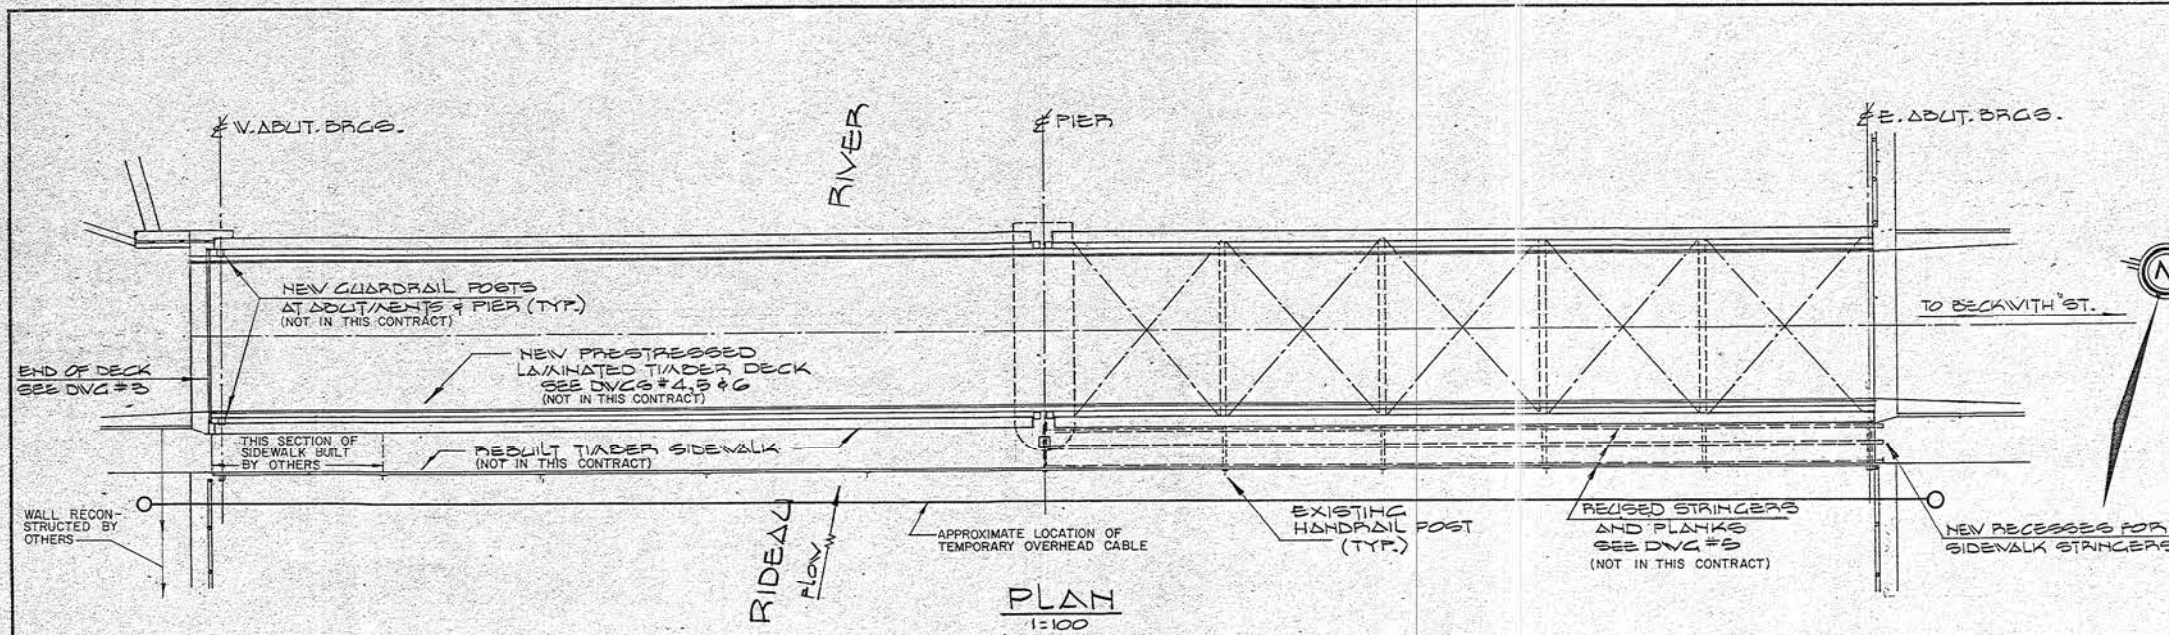 ℄ W. ABUT. BRGS.
RIVER
℄ PIER
℄ E. ABUT. BRGS.
NEW GUARDRAIL POSTS
AT ABUTMENTS & PIER (TYP.)
(NOT IN THIS CONTRACT)
N
TO BECKWITH ST.
END OF DECK
SEE DWG #3
NEW PRESTRESSED
LAMINATED TIMBER DECK
SEE DWGS #4, 5 & 6
(NOT IN THIS CONTRACT)
THIS SECTION OF
SIDEWALK BUILT
BY OTHERS
REBUILT TIMBER SIDEWALK
(NOT IN THIS CONTRACT)
WALL RECON-
STRUCTED BY
OTHERS
RIDEAU
FLOW
APPROXIMATE LOCATION OF
TEMPORARY OVERHEAD CABLE
EXISTING
HANDRAIL POST
(TYP.)
REUSED STRINGERS
AND PLANKS
SEE DWG #5
(NOT IN THIS CONTRACT)
NEW RECESSES FOR
SIDEWALK STRINGERS
PLAN
1:100